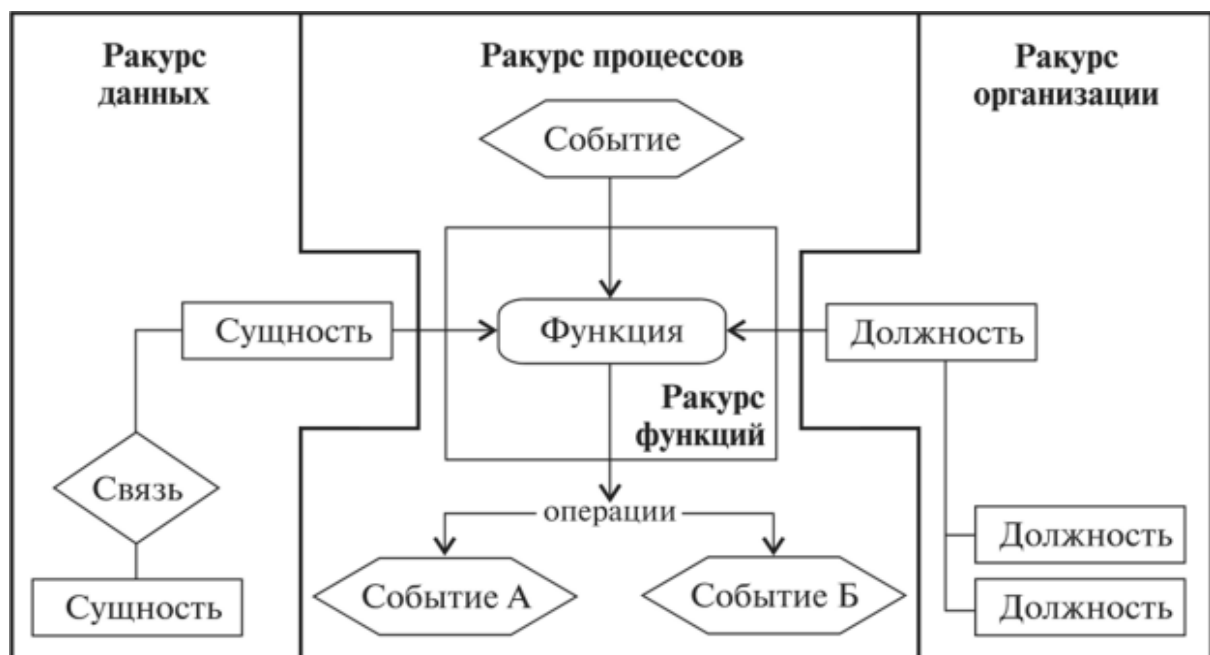 Ракурс
данных
Ракурс процессов
Ракурс
организации
Событие
Сущность
Функция
Должность
Ракурс
функций
Связь
операции
Должность
Сущность
Событие А
Событие Б
Должность